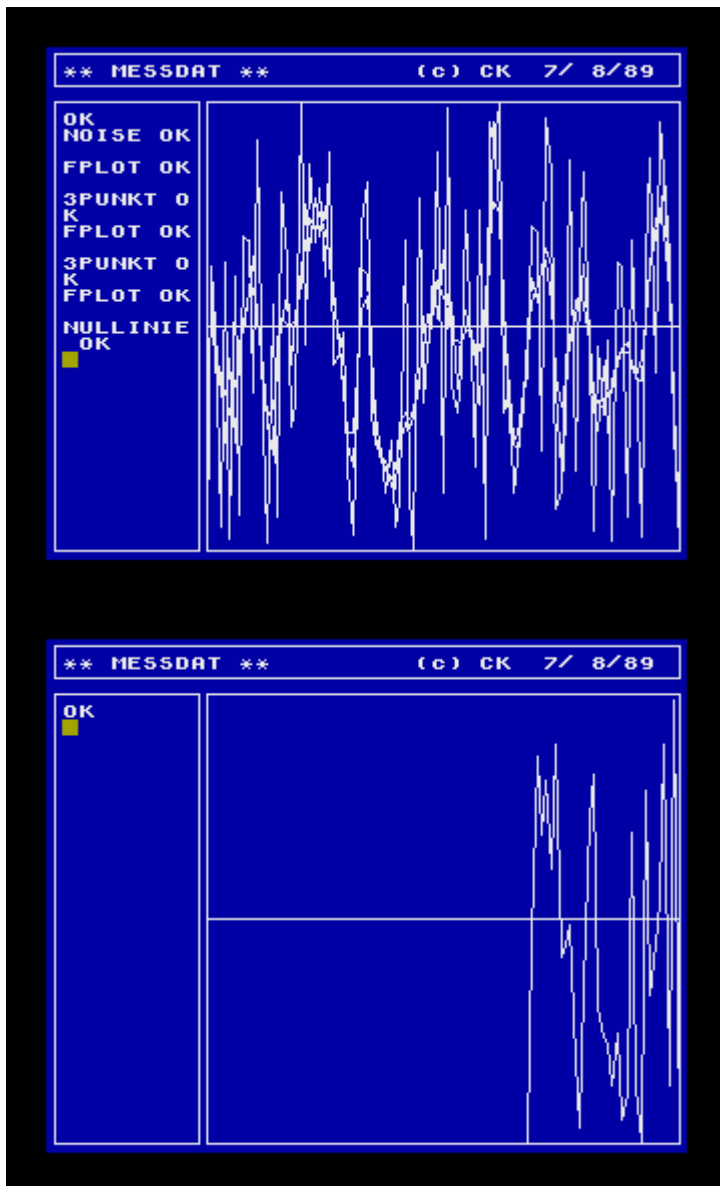 ** MESSDAT ** (c) CK 7/ 8/89
OK
NOISE OK
FPLOT OK
3PUNKT O
K
FPLOT OK
3PUNKT O
K
FPLOT OK
NULLINIE
OK
** MESSDAT ** (c) CK 7/ 8/89
OK